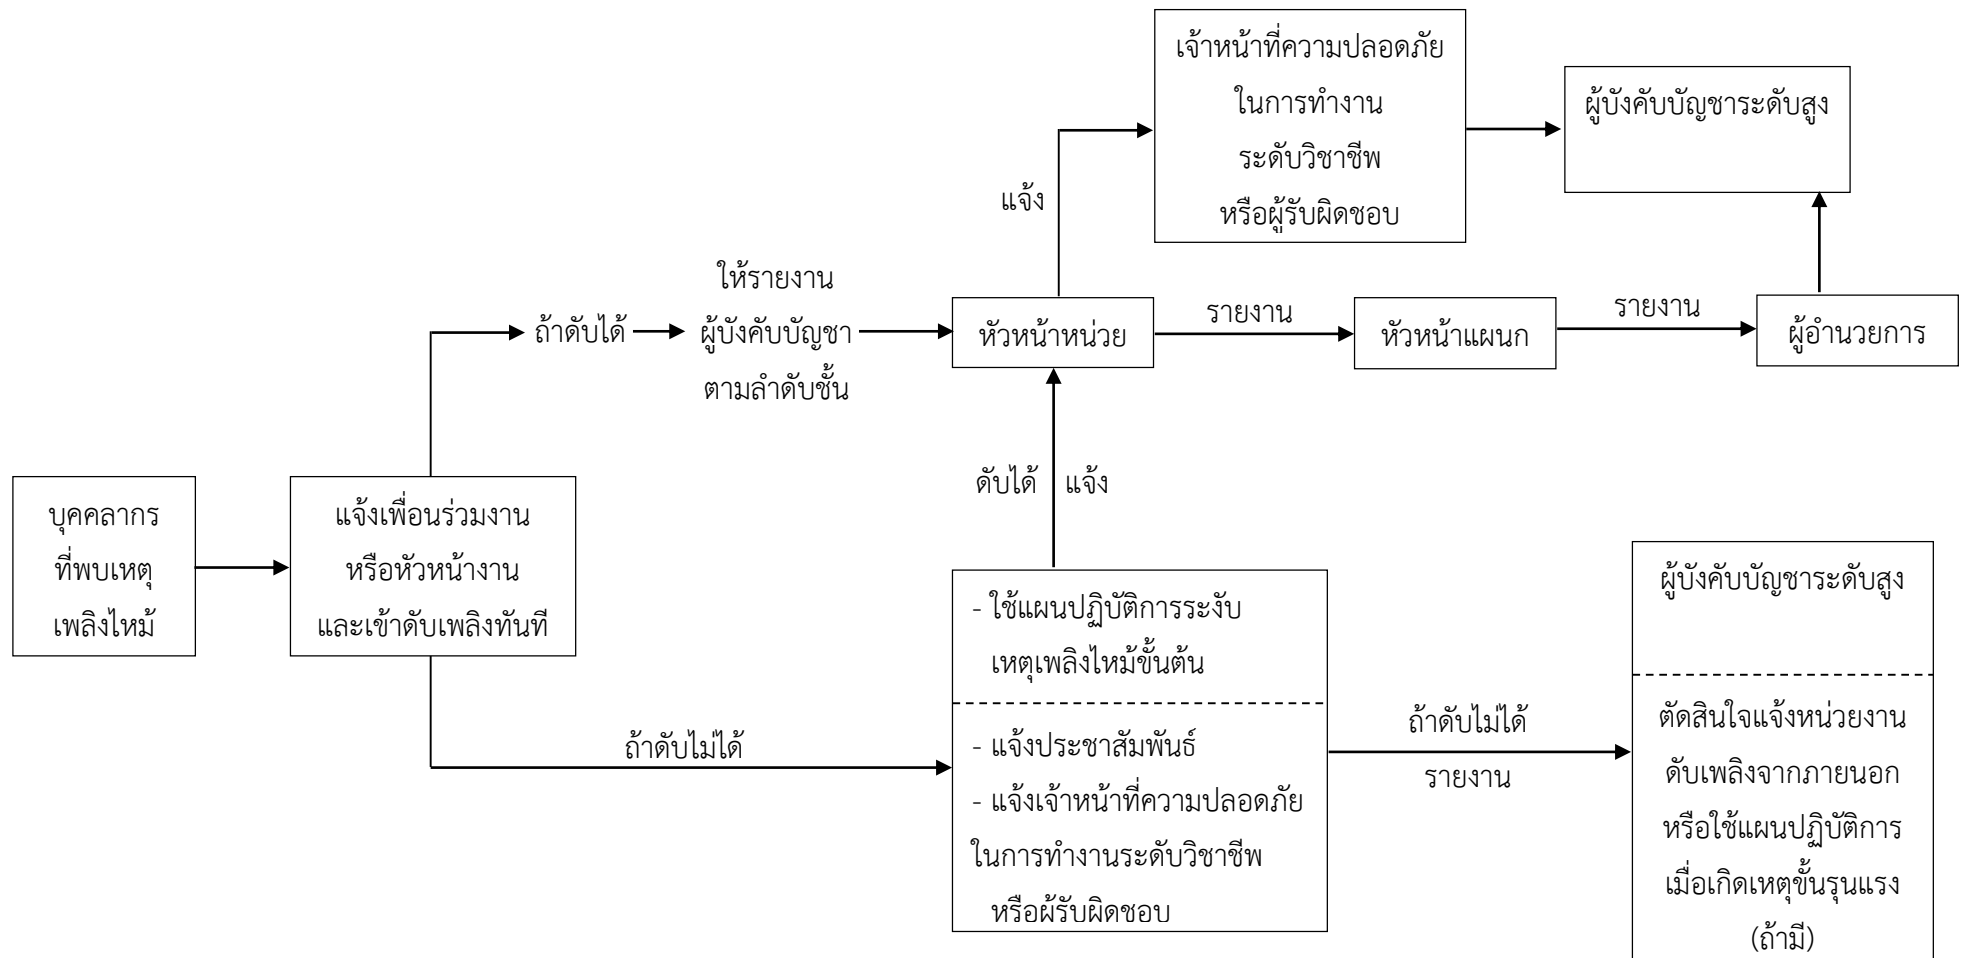 เจ้าหน้าที่ความปลอดภัย
ในการทำงาน
ระดับวิชาชีพ
หรือผู้รับผิดชอบ
ผู้บังคับบัญชาระดับสูง
แจ้ง
ให้รายงาน
ผู้บังคับบัญชา
ตามลำดับชั้น
ถ้าดับได้
หัวหน้าหน่วย
รายงาน
หัวหน้าแผนก
รายงาน
ผู้อำนวยการ
ดับได้ แจ้ง
บุคคลากร
ที่พบเหตุ
เพลิงไหม้
แจ้งเพื่อนร่วมงาน
หรือหัวหน้างาน
และเข้าดับเพลิงทันที
ถ้าดับไม่ได้
- ใช้แผนปฏิบัติการระงับ
เหตุเพลิงไหม้ขั้นต้น
- แจ้งประชาสัมพันธ์
- แจ้งเจ้าหน้าที่ความปลอดภัย
ในการทำงานระดับวิชาชีพ
หรือผู้รับผิดชอบ
ถ้าดับไม่ได้
รายงาน
ผู้บังคับบัญชาระดับสูง
ตัดสินใจแจ้งหน่วยงาน
ดับเพลิงจากภายนอก
หรือใช้แผนปฏิบัติการ
เมื่อเกิดเหตุขั้นรุนแรง
(ถ้ามี)